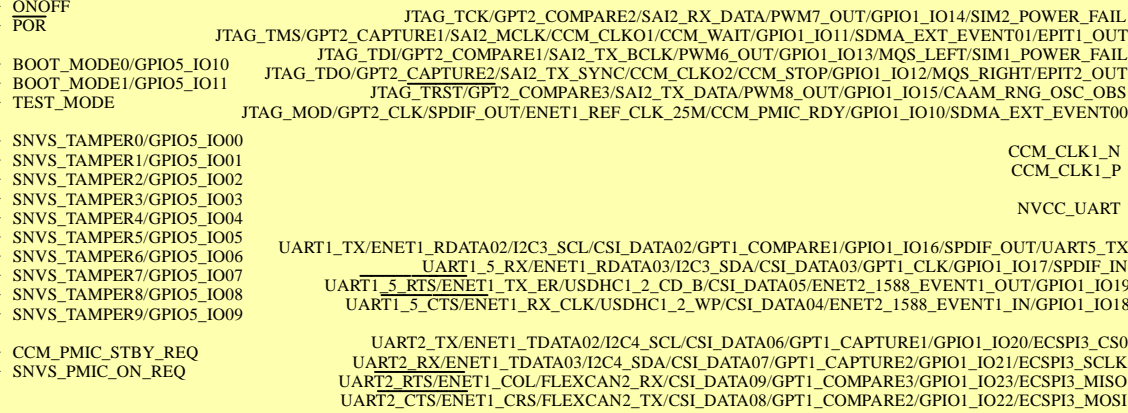 ONOFF
POR
BOOT_MODE0/GPIO5_IO10
BOOT_MODE1/GPIO5_IO11
TEST_MODE
SNVS_TAMPER0/GPIO5_IO00
SNVS_TAMPER1/GPIO5_IO01
SNVS_TAMPER2/GPIO5_IO02
SNVS_TAMPER3/GPIO5_IO03
SNVS_TAMPER4/GPIO5_IO04
SNVS_TAMPER5/GPIO5_IO05
SNVS_TAMPER6/GPIO5_IO06
SNVS_TAMPER7/GPIO5_IO07
SNVS_TAMPER8/GPIO5_IO08
SNVS_TAMPER9/GPIO5_IO09
CCM_PMIC_STBY_REQ
SNVS_PMIC_ON_REQ
JTAG_TCK/GPT2_COMPARE2/SAI2_RX_DATA/PWM7_OUT/GPIO1_IO14/SIM2_POWER_FAIL
JTAG_TMS/GPT2_CAPTURE1/SAI2_MCLK/CCM_CLKO1/CCM_WAIT/GPIO1_IO11/SDMA_EXT_EVENT01/EPIT1_OUT
JTAG_TDI/GPT2_COMPARE1/SAI2_TX_BCLK/PWM6_OUT/GPIO1_IO13/MQS_LEFT/SIM1_POWER_FAIL
JTAG_TDO/GPT2_CAPTURE2/SAI2_TX_SYNC/CCM_CLKO2/CCM_STOP/GPIO1_IO12/MQS_RIGHT/EPIT2_OUT
JTAG_TRST/GPT2_COMPARE3/SAI2_TX_DATA/PWM8_OUT/GPIO1_IO15/CAAM_RNG_OSC_OBS
JTAG_MOD/GPT2_CLK/SPDIF_OUT/ENET1_REF_CLK_25M/CCM_PMIC_RDY/GPIO1_IO10/SDMA_EXT_EVENT00
CCM_CLK1_N
CCM_CLK1_P
NVCC_UART
UART1_TX/ENET1_RDATA02/I2C3_SCL/CSI_DATA02/GPT1_COMPARE1/GPIO1_IO16/SPDIF_OUT/UART5_TX
UART1_5_RX/ENET1_RDATA03/I2C3_SDA/CSI_DATA03/GPT1_CLK/GPIO1_IO17/SPDIF_IN
UART1_5_RTS/ENET1_TX_ER/USDHC1_2_CD_B/CSI_DATA05/ENET2_1588_EVENT1_OUT/GPIO1_IO19
UART1_5_CTS/ENET1_RX_CLK/USDHC1_2_WP/CSI_DATA04/ENET2_1588_EVENT1_IN/GPIO1_IO18
UART2_TX/ENET1_TDATA02/I2C4_SCL/CSI_DATA06/GPT1_CAPTURE1/GPIO1_IO20/ECSPI3_CS0
UART2_RX/ENET1_TDATA03/I2C4_SDA/CSI_DATA07/GPT1_CAPTURE2/GPIO1_IO21/ECSPI3_SCLK
UART2_RTS/ENET1_COL/FLEXCAN2_RX/CSI_DATA09/GPT1_COMPARE3/GPIO1_IO23/ECSPI3_MISO
UART2_CTS/ENET1_CRS/FLEXCAN2_TX/CSI_DATA08/GPT1_COMPARE2/GPIO1_IO22/ECSPI3_MOSI